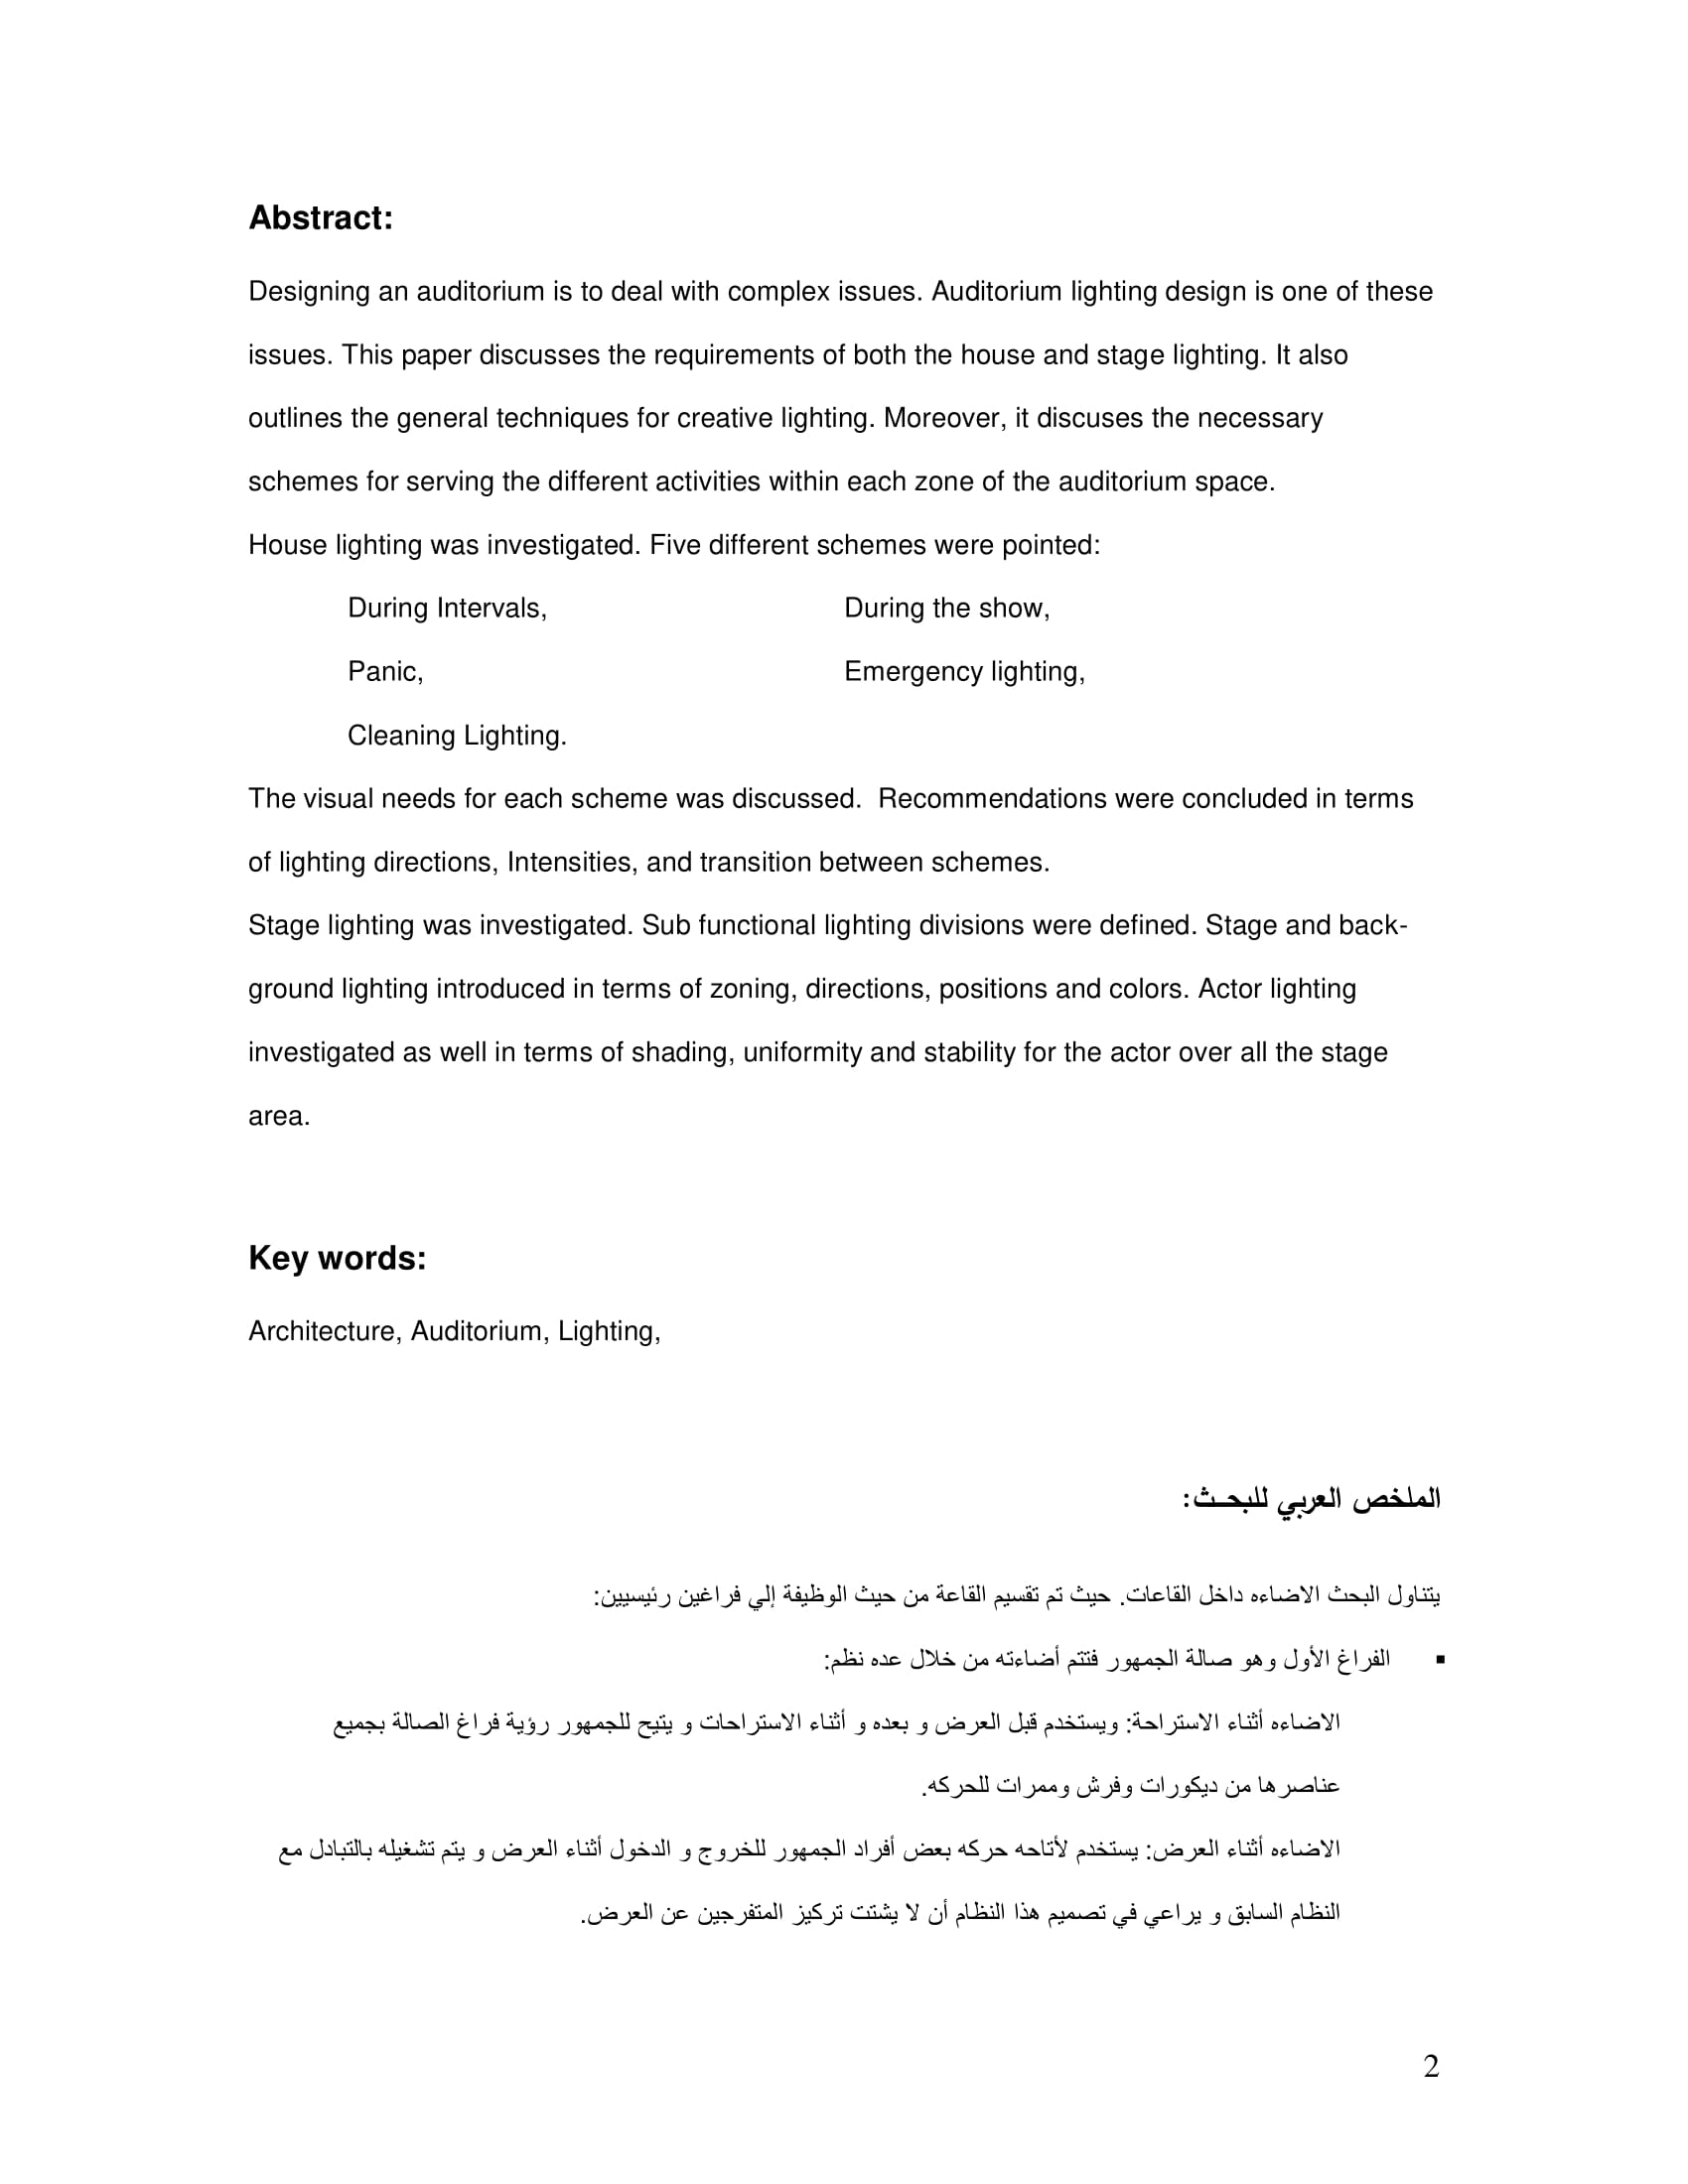 Abstract:
Designing an auditorium is to deal with complex issues. Auditorium lighting design is one of these
issues. This paper discusses the requirements of both the house and stage lighting. It also
outlines the general techniques for creative lighting. Moreover, it discuses the necessary
schemes for serving the different activities within each zone of the auditorium space.
House lighting was investigated. Five different schemes were pointed:
During Intervals, During the show,
Panic, Emergency lighting,
Cleaning Lighting.
The visual needs for each scheme was discussed. Recommendations were concluded in terms
of lighting directions, Intensities, and transition between schemes.
Stage lighting was investigated. Sub functional lighting divisions were defined. Stage and back-
ground lighting introduced in terms of zoning, directions, positions and colors. Actor lighting
investigated as well in terms of shading, uniformity and stability for the actor over all the stage
area.
Key words:
Architecture, Auditorium, Lighting,
الملخص العربي للبحــث:
يتناول البحث الاضاءه داخل القاعات. حيث تم تقسيم القاعة من حيث الوظيفة إلي فراغين رئيسيين:
▪ الفراغ الأول وهو صالة الجمهور فتتم أضاءته من خلال عده نظم:
الاضاءه أثناء الاستراحة: ويستخدم قبل العرض و بعده و أثناء الاستراحات و يتيح للجمهور رؤية فراغ الصالة بجميع
عناصرها من ديكورات وفرش وممرات للحركه.
الاضاءه أثناء العرض: يستخدم لأتاحه حركه بعض أفراد الجمهور للخروج و الدخول أثناء العرض و يتم تشغيله بالتبادل مع
النظام السابق و يراعي في تصميم هذا النظام أن لا يشتت تركيز المتفرجين عن العرض.
2